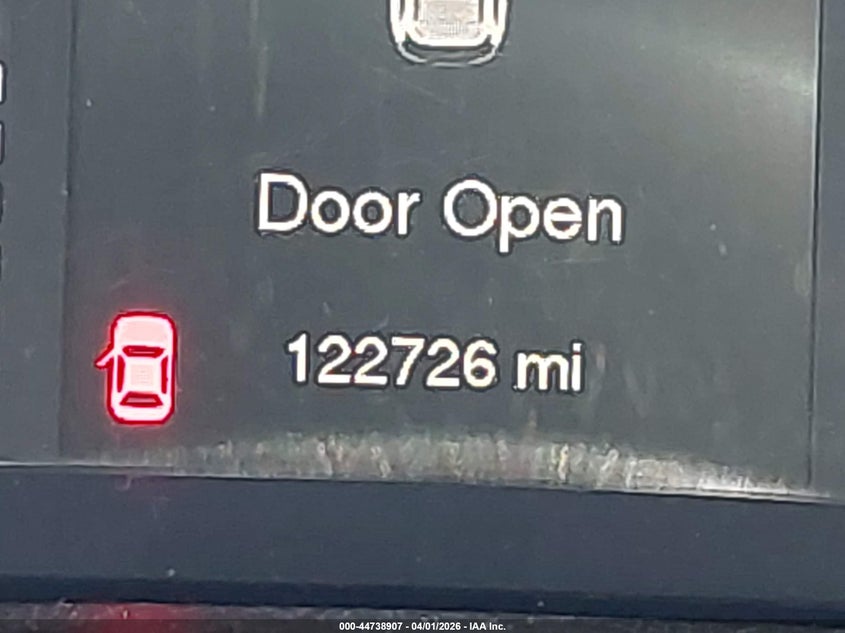 Door Open
122726 mi
000-44738907 - 04/01/2026 - IAA Inc.